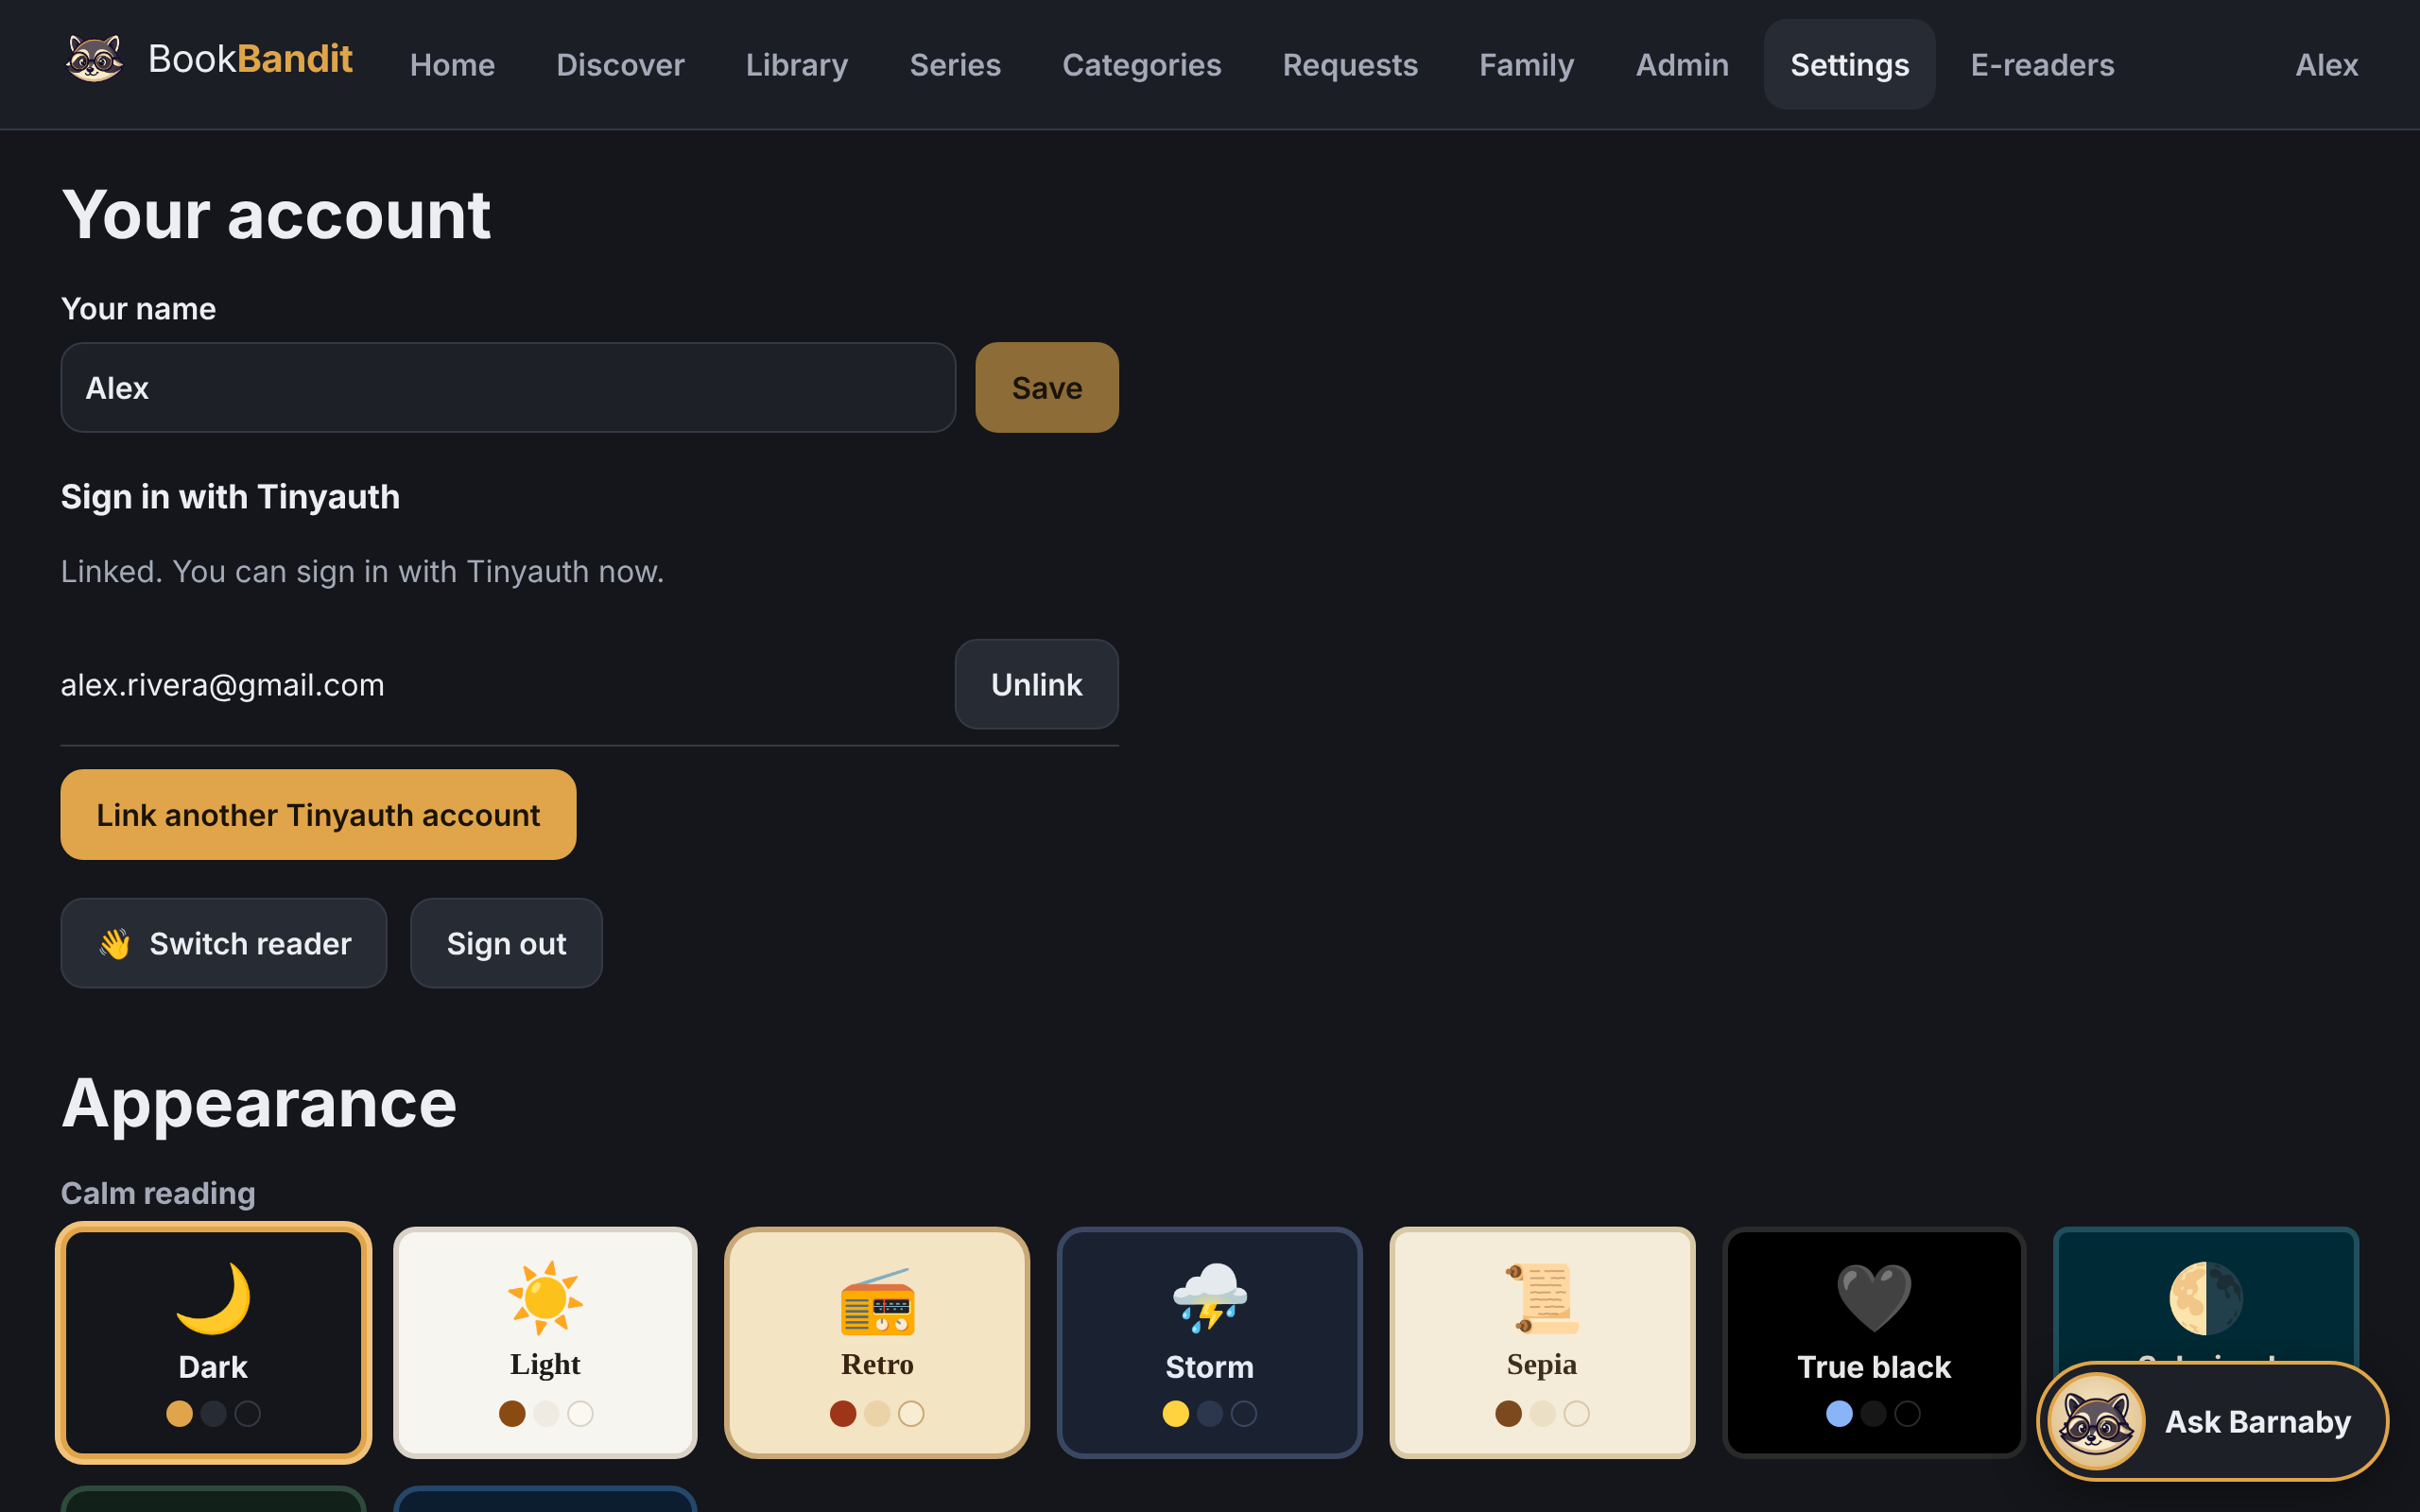 BookBandit
Home
Discover
Library
Series
Categories
Requests
Family
Admin
Settings
E-readers
Alex
Your account
Your name
Alex
Save
Sign in with Tinyauth
Linked. You can sign in with Tinyauth now.
alex.rivera@gmail.com
Unlink
Link another Tinyauth account
Switch reader
Sign out
Appearance
Calm reading
Dark
Light
Retro
Storm
Sepia
True black
Ask Barnaby